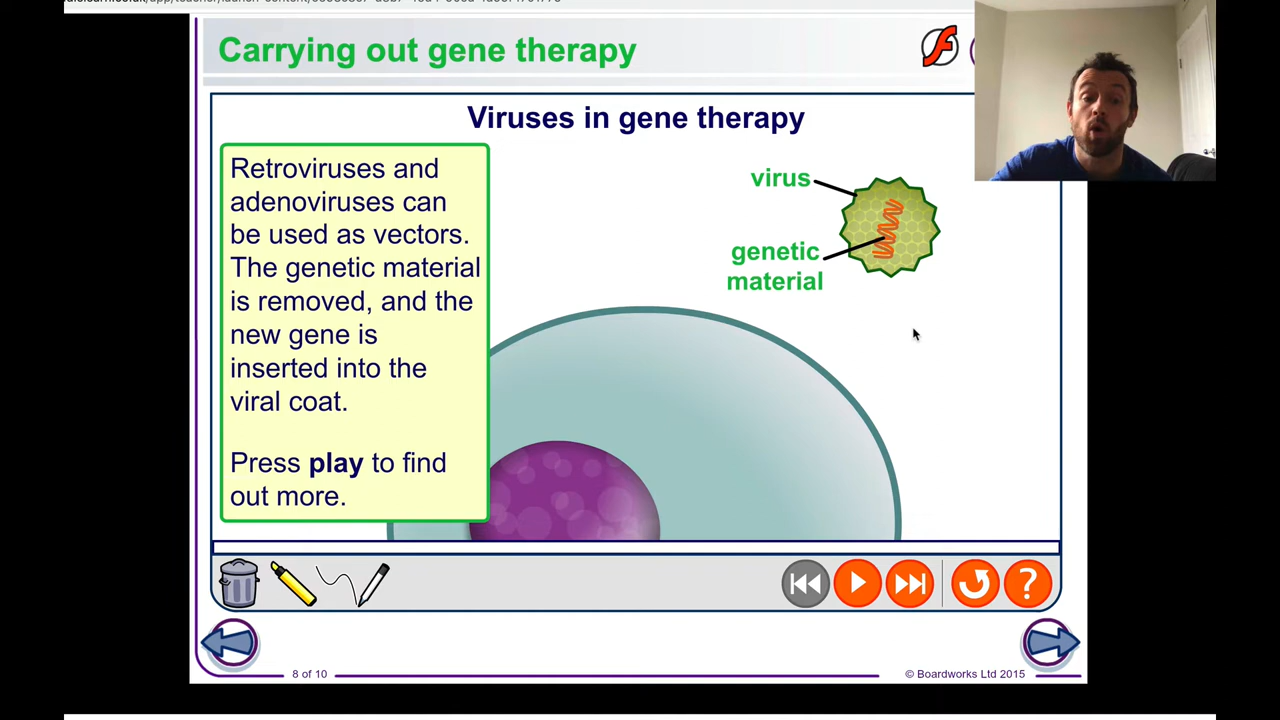 Carrying out gene therapy
Viruses in gene therapy
Retroviruses and
adenoviruses can
be used as vectors.
The genetic material
is removed, and the
new gene is
inserted into the
viral coat.
Press play to find
out more.
virus
genetic
material
?
8 of 10
© Boardworks Ltd 2015